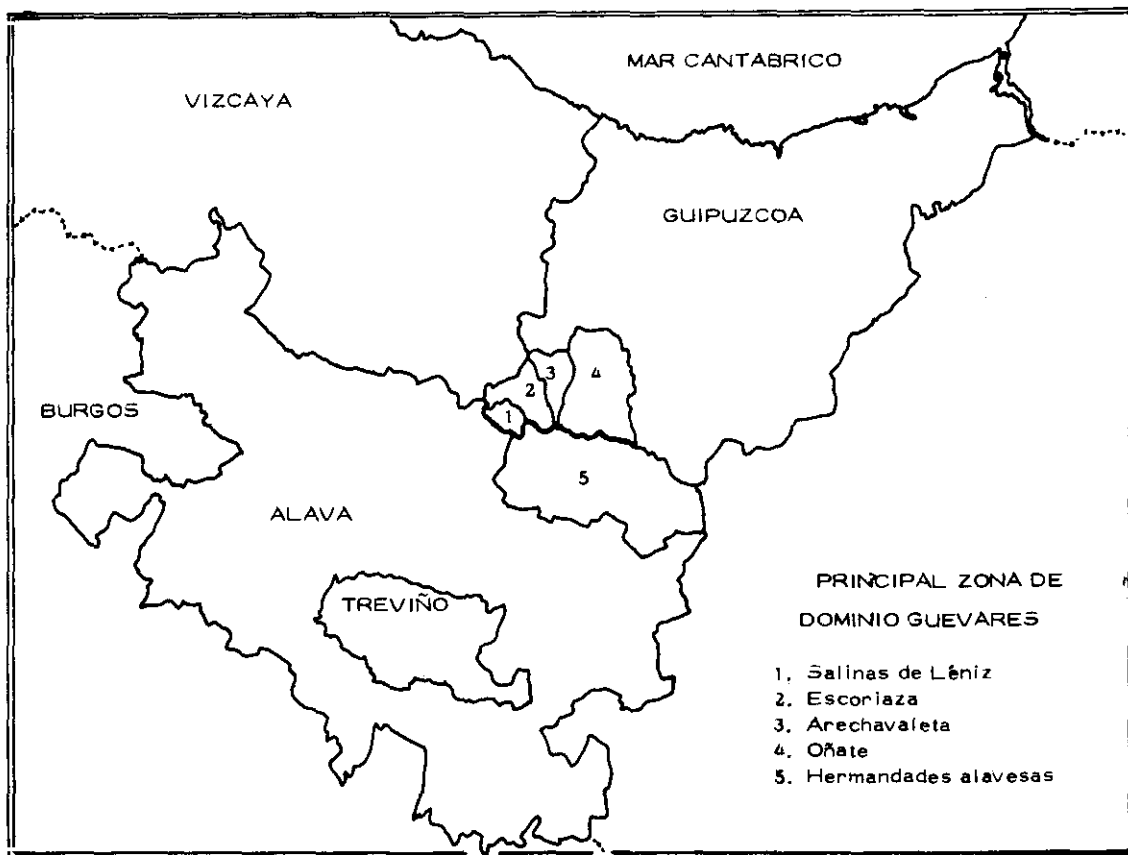 MAR CANTABRICO
VIZCAYA
GUIPUZCOA
3
4
2
1
BURGOS
5
ALAVA
TREVIÑO
PRINCIPAL ZONA DE
DOMINIO GUEVARES
1. Salinas de Léniz
2. Escoriaza
3. Arechavaleta
4. Oñate
5. Hermandades alavesas